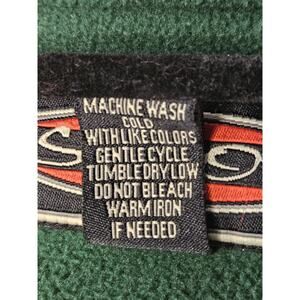 MACHINE WASH
COLD
WITH LIKE COLORS
GENTLE CYCLE
TUMBLE DRY LOW
DO NOT BLEACH
WARM IRON
IF NEEDED